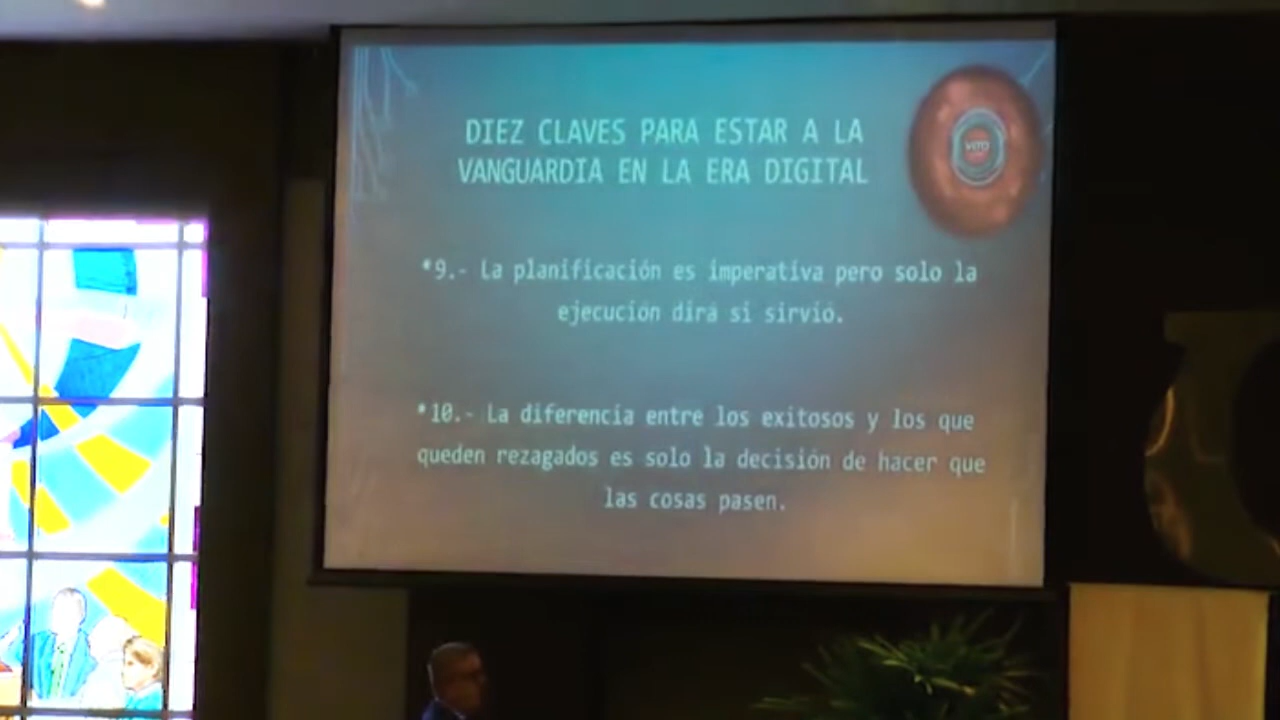 DIEZ CLAVES PARA ESTAR A LA
VANGUARDIA EN LA ERA DIGITAL
VITO
*9.- La planificación es imperativa pero solo la
ejecución dirá si sirvió.
*10.- La diferencia entre los exitosos y los que
queden rezagados es solo la decisión de hacer que
las cosas pasen.